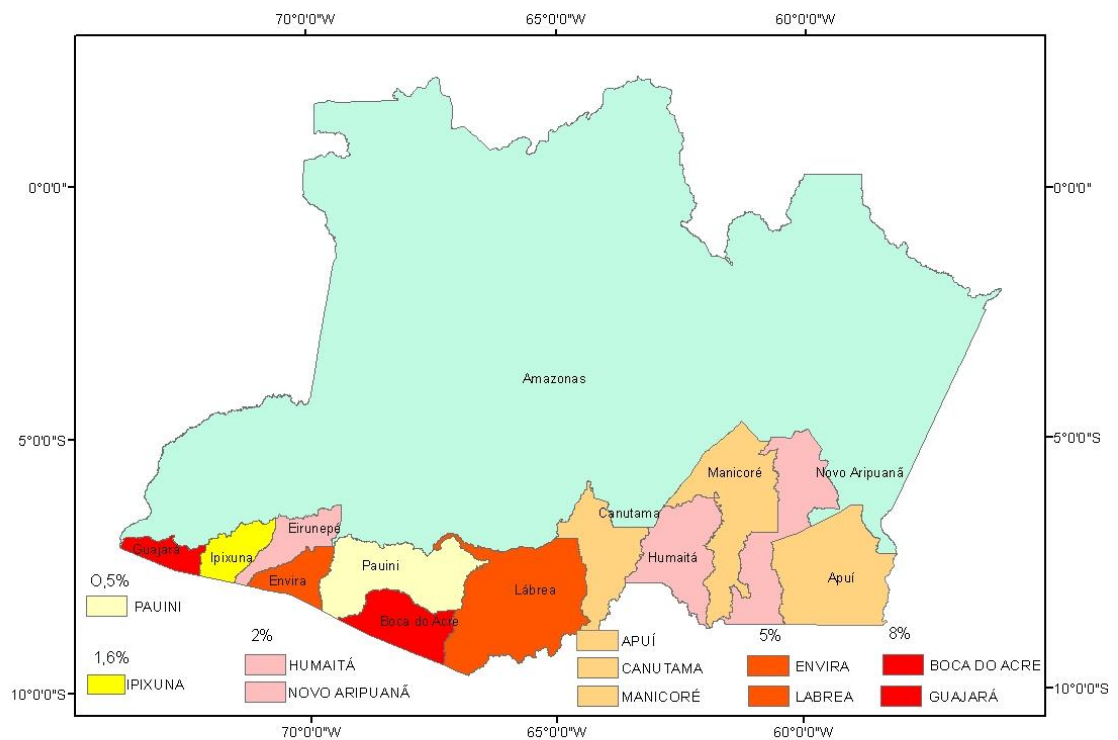 70°0'0"W 65°0'0"W 60°0'0"W
0°0'0" 0°0'0"
Amazonas
5°0'0"S 5°0'0"S
Manicoré Novo Aripuanã
Canutama
Eirunepé
Guajará Ipixuna Humaitá
Pauini
Envira Apuí
Lábrea
0,5%
PAUINI
Boca do Acre
2% 5% 8%
APUÍ
1,6% HUMAITÁ CANUTAMA ENVIRA BOCA DO ACRE
IPIXUNA NOVO ARIPUANÃ MANICORÉ LABREA GUAJARÁ
10°0'0"S 10°0'0"S
70°0'0"W 65°0'0"W 60°0'0"W